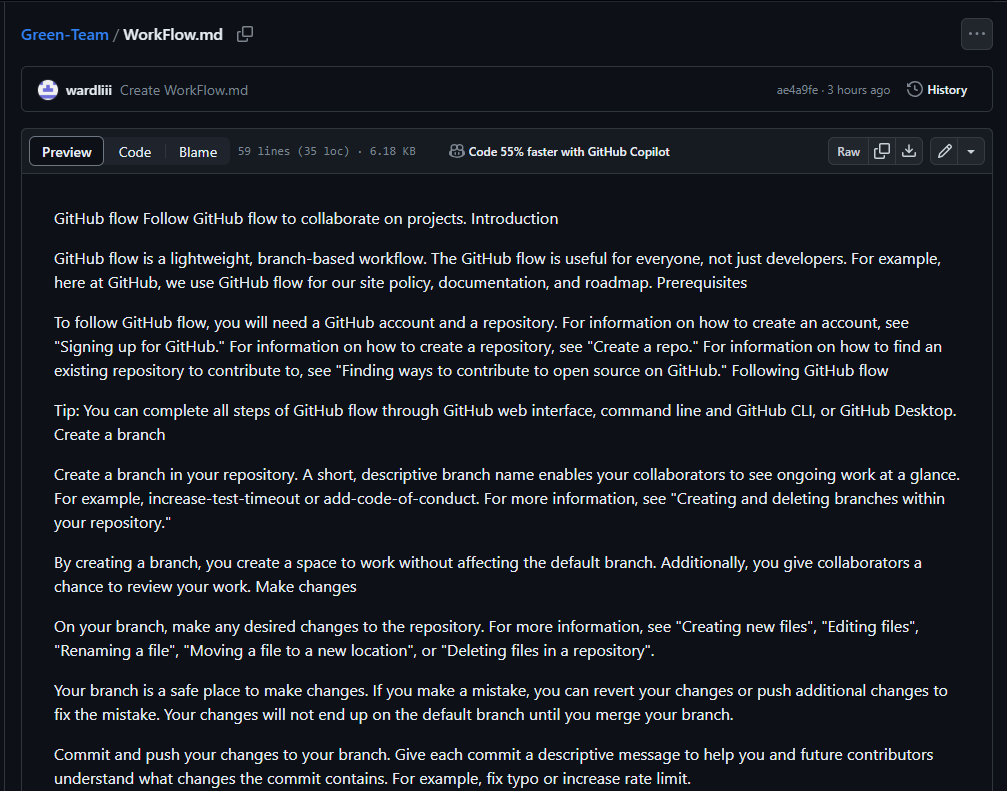 Green-Team / WorkFlow.md
wardliii Create WorkFlow.md ae4a9fe · 3 hours ago History
Preview Code Blame 59 lines (35 loc) · 6.18 KB Code 55% faster with GitHub Copilot Raw
GitHub flow Follow GitHub flow to collaborate on projects. Introduction
GitHub flow is a lightweight, branch-based workflow. The GitHub flow is useful for everyone, not just developers. For example,
here at GitHub, we use GitHub flow for our site policy, documentation, and roadmap. Prerequisites
To follow GitHub flow, you will need a GitHub account and a repository. For information on how to create an account, see
"Signing up for GitHub." For information on how to create a repository, see "Create a repo." For information on how to find an
existing repository to contribute to, see "Finding ways to contribute to open source on GitHub." Following GitHub flow
Tip: You can complete all steps of GitHub flow through GitHub web interface, command line and GitHub CLI, or GitHub Desktop.
Create a branch
Create a branch in your repository. A short, descriptive branch name enables your collaborators to see ongoing work at a glance.
For example, increase-test-timeout or add-code-of-conduct. For more information, see "Creating and deleting branches within
your repository."
By creating a branch, you create a space to work without affecting the default branch. Additionally, you give collaborators a
chance to review your work. Make changes
On your branch, make any desired changes to the repository. For more information, see "Creating new files", "Editing files",
"Renaming a file", "Moving a file to a new location", or "Deleting files in a repository".
Your branch is a safe place to make changes. If you make a mistake, you can revert your changes or push additional changes to
fix the mistake. Your changes will not end up on the default branch until you merge your branch.
Commit and push your changes to your branch. Give each commit a descriptive message to help you and future contributors
understand what changes the commit contains. For example, fix typo or increase rate limit.